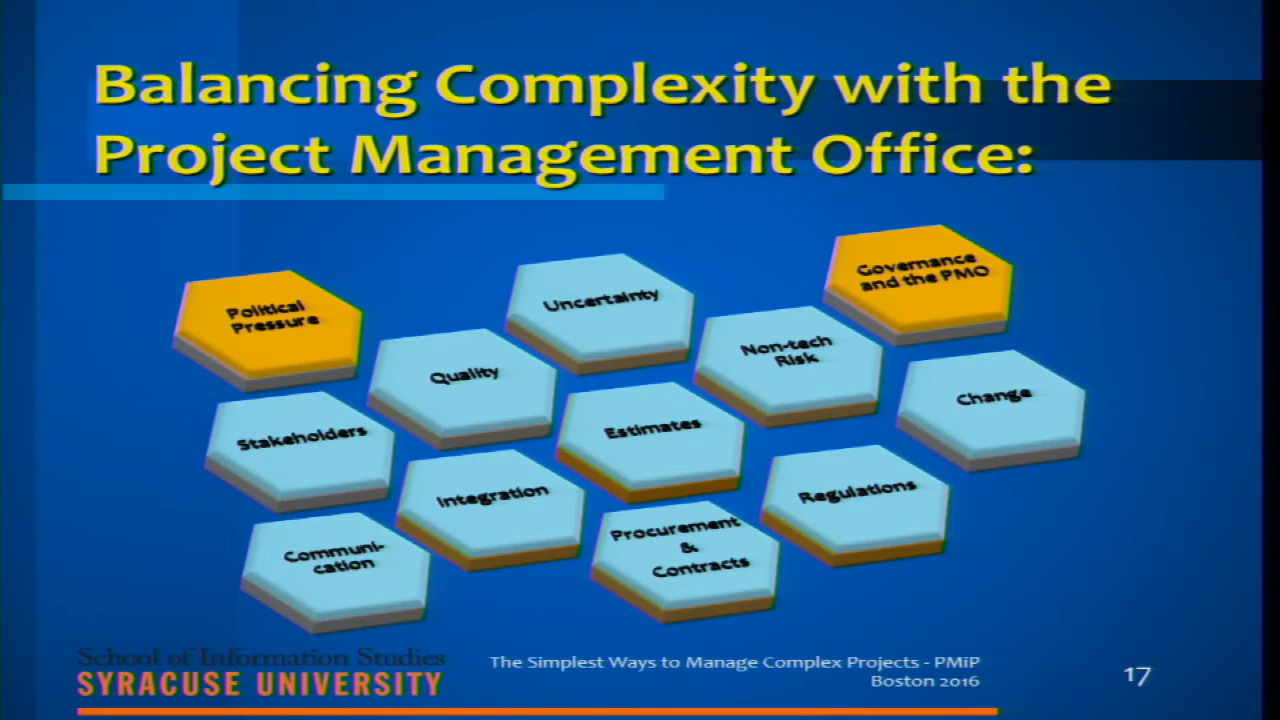 Balancing Complexity with the
Project Management Office:
Political
Pressure
Uncertainty
Governance
and the PMO
Quality
Non-tech
Risk
Change
Stakeholders
Estimates
Integration
Regulations
Communi-
cation
Procurement
&
Contracts
School of Information Studies
SYRACUSE UNIVERSITY
The Simplest Ways to Manage Complex Projects - PMiP
Boston 2016
17